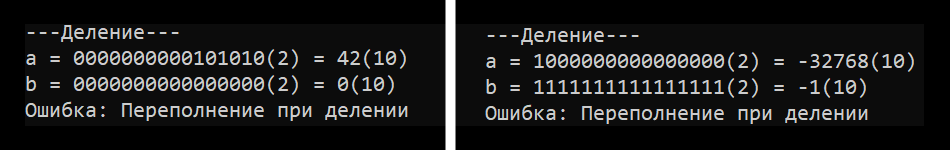 ---Деление---
a = 0000000000101010(2) = 42(10)
b = 0000000000000000(2) = 0(10)
Ошибка: Переполнение при делении
---Деление---
a = 1000000000000000(2) = -32768(10)
b = 1111111111111111(2) = -1(10)
Ошибка: Переполнение при делении